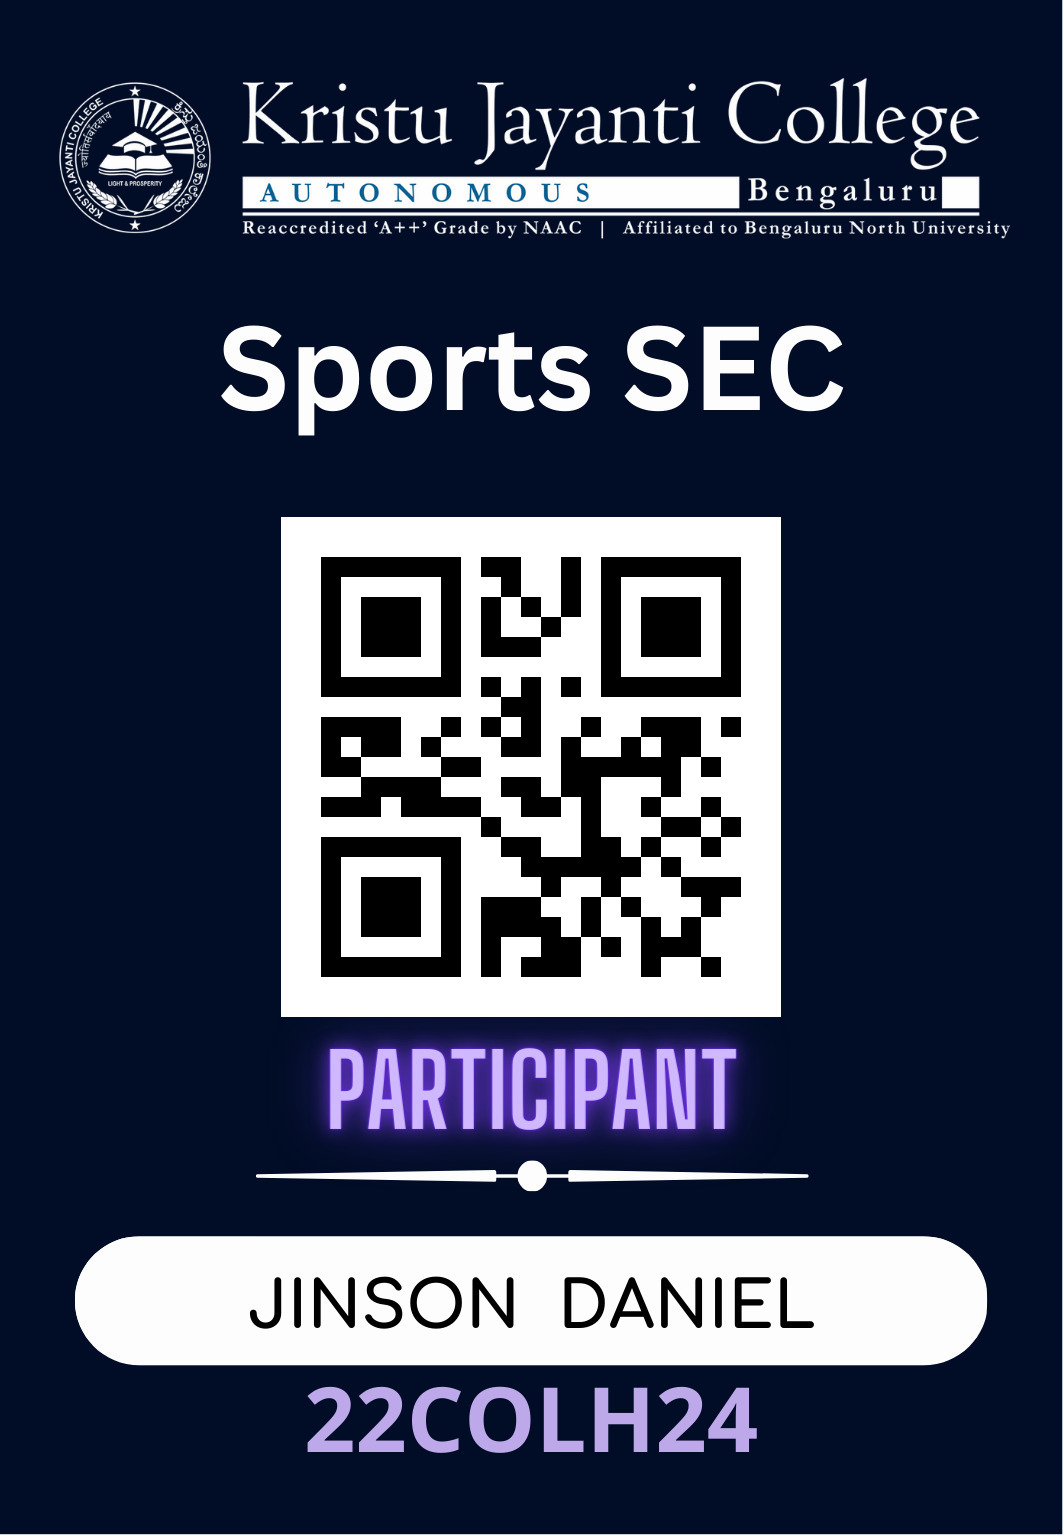 Kristu Jayanti College
AUTONOMOUS Bengaluru
Reaccredited ‘A++’ Grade by NAAC | Affiliated to Bengaluru North University
KRISTU JAYANTI COLLEGE
LIGHT & PROSPERITY
Sports SEC
PARTICIPANT
JINSON DANIEL
22COLH24